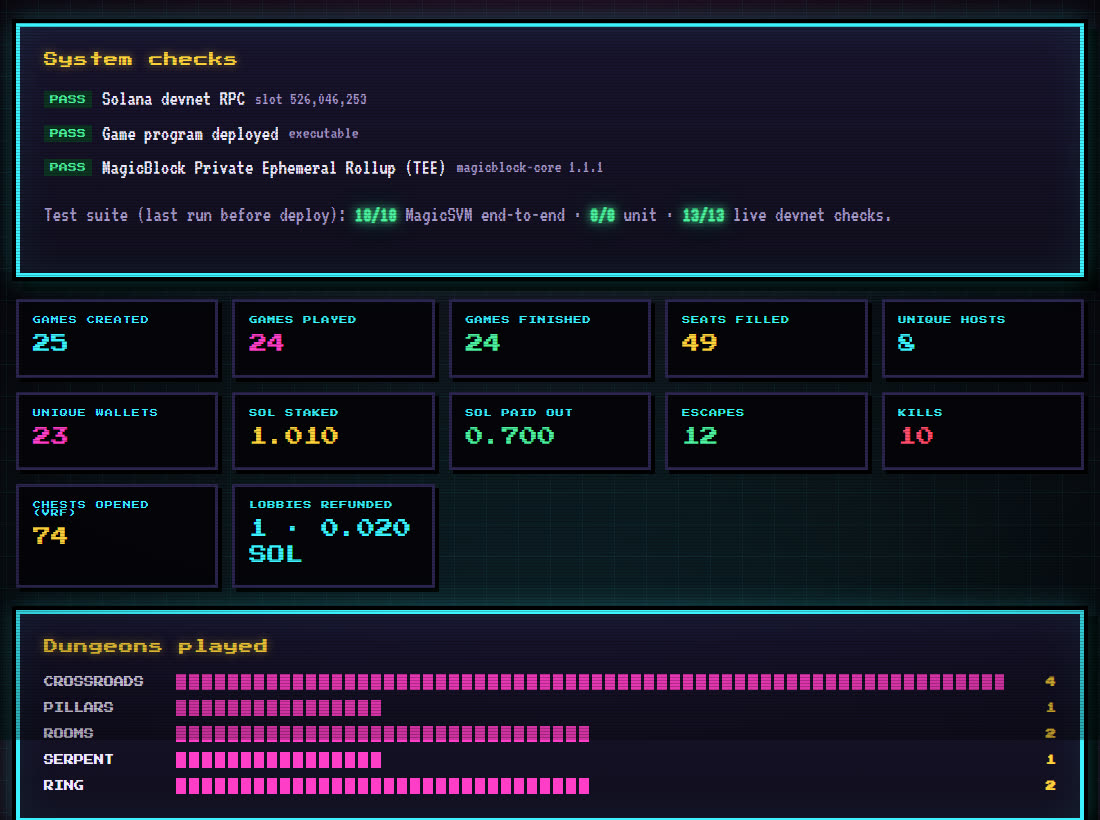 System checks
PASS Solana devnet RPC slot 526,046,253
PASS Game program deployed executable
PASS MagicBlock Private Ephemeral Rollup (TEE) magicblock-core 1.1.1
Test suite (last run before deploy): 10/10 MagicSVM end-to-end · 8/8 unit · 13/13 live devnet checks.
GAMES CREATED GAMES PLAYED GAMES FINISHED SEATS FILLED UNIQUE HOSTS
25 24 24 49 8
UNIQUE WALLETS SOL STAKED SOL PAID OUT ESCAPES KILLS
23 1.010 0.700 12 10
CHESTS OPENED LOBBIES REFUNDED
(VRF)
74 1 · 0.020
SOL
Dungeons played
CROSSROADS 4
PILLARS 1
ROOMS 2
SERPENT 1
RING 2